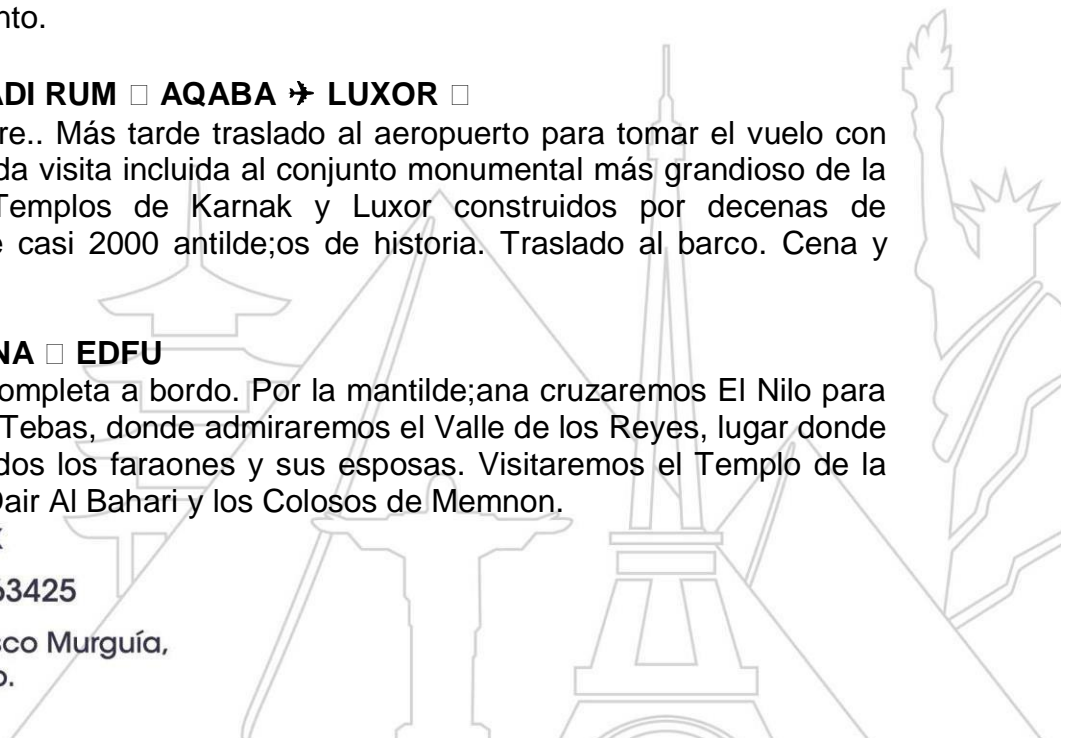 nto.
ADI RUM □ AQABA ✈ LUXOR □
re.. Más tarde traslado al aeropuerto para tomar el vuelo con
da visita incluida al conjunto monumental más grandioso de la
Templos de Karnak y Luxor construidos por decenas de
e casi 2000 antilde;os de historia. Traslado al barco. Cena y
NA □ EDFU
ompleta a bordo. Por la mantilde;ana cruzaremos El Nilo para
Tebas, donde admiraremos el Valle de los Reyes, lugar donde
dos los faraones y sus esposas. Visitaremos el Templo de la
Dair Al Bahari y los Colosos de Memnon.
63425
sco Murguía,
o.